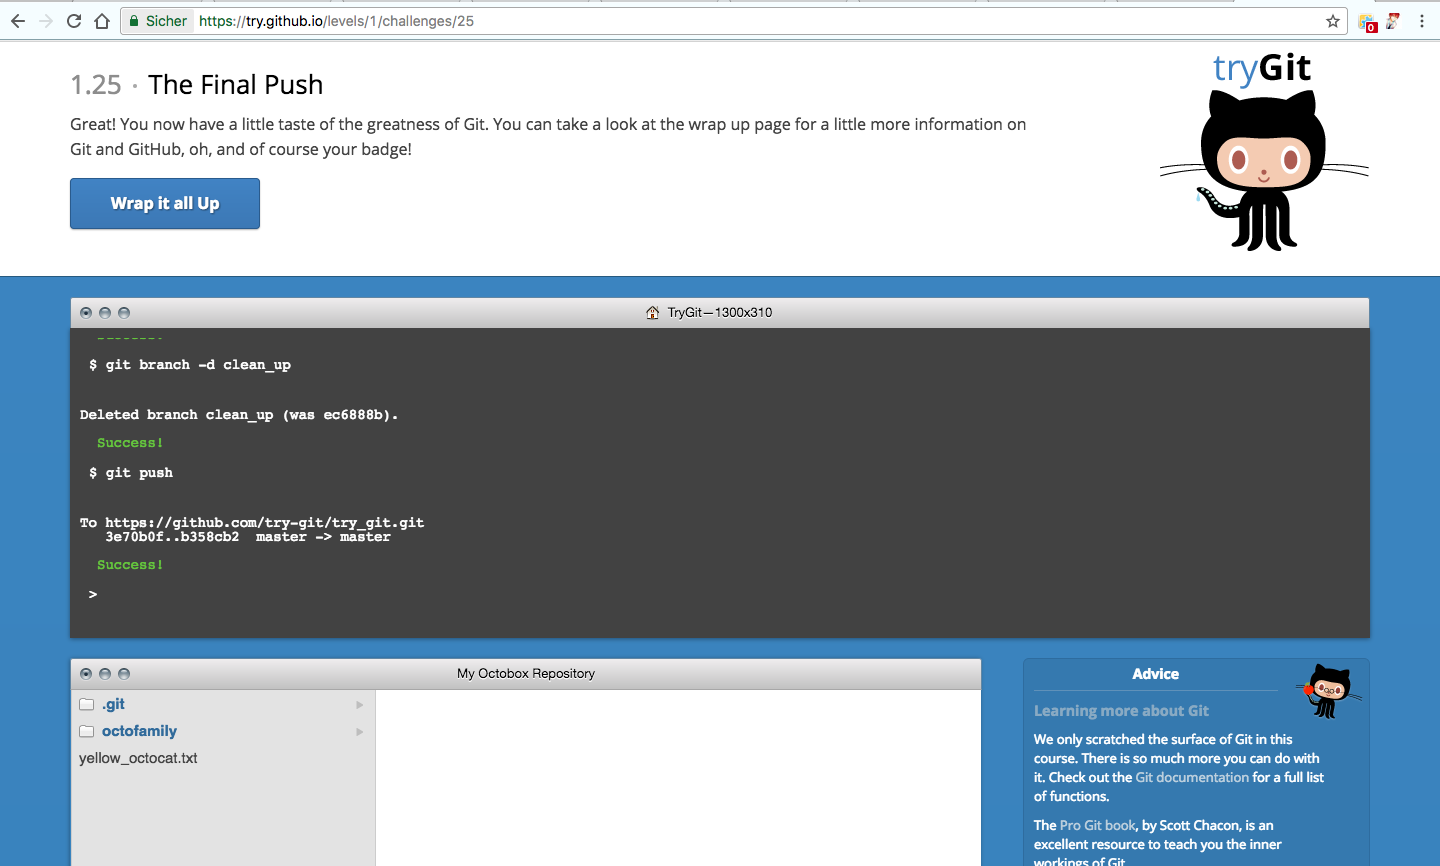 Sicher https://try.github.io/levels/1/challenges/25
0
tryGit
1.25 · The Final Push
Great! You now have a little taste of the greatness of Git. You can take a look at the wrap up page for a little more information on
Git and GitHub, oh, and of course your badge!
Wrap it all Up
TryGit—1300x310
$ git branch -d clean_up
Deleted branch clean_up (was ec6888b).
Success!
$ git push
To https://github.com/try-git/try_git.git
3e70b0f..b358cb2 master -> master
Success!
>
My Octobox Repository
.git
octofamily
yellow_octocat.txt
Advice
Learning more about Git
We only scratched the surface of Git in this
course. There is so much more you can do with
it. Check out the Git documentation for a full list
of functions.
The Pro Git book, by Scott Chacon, is an
excellent resource to teach you the inner
workings of Git.